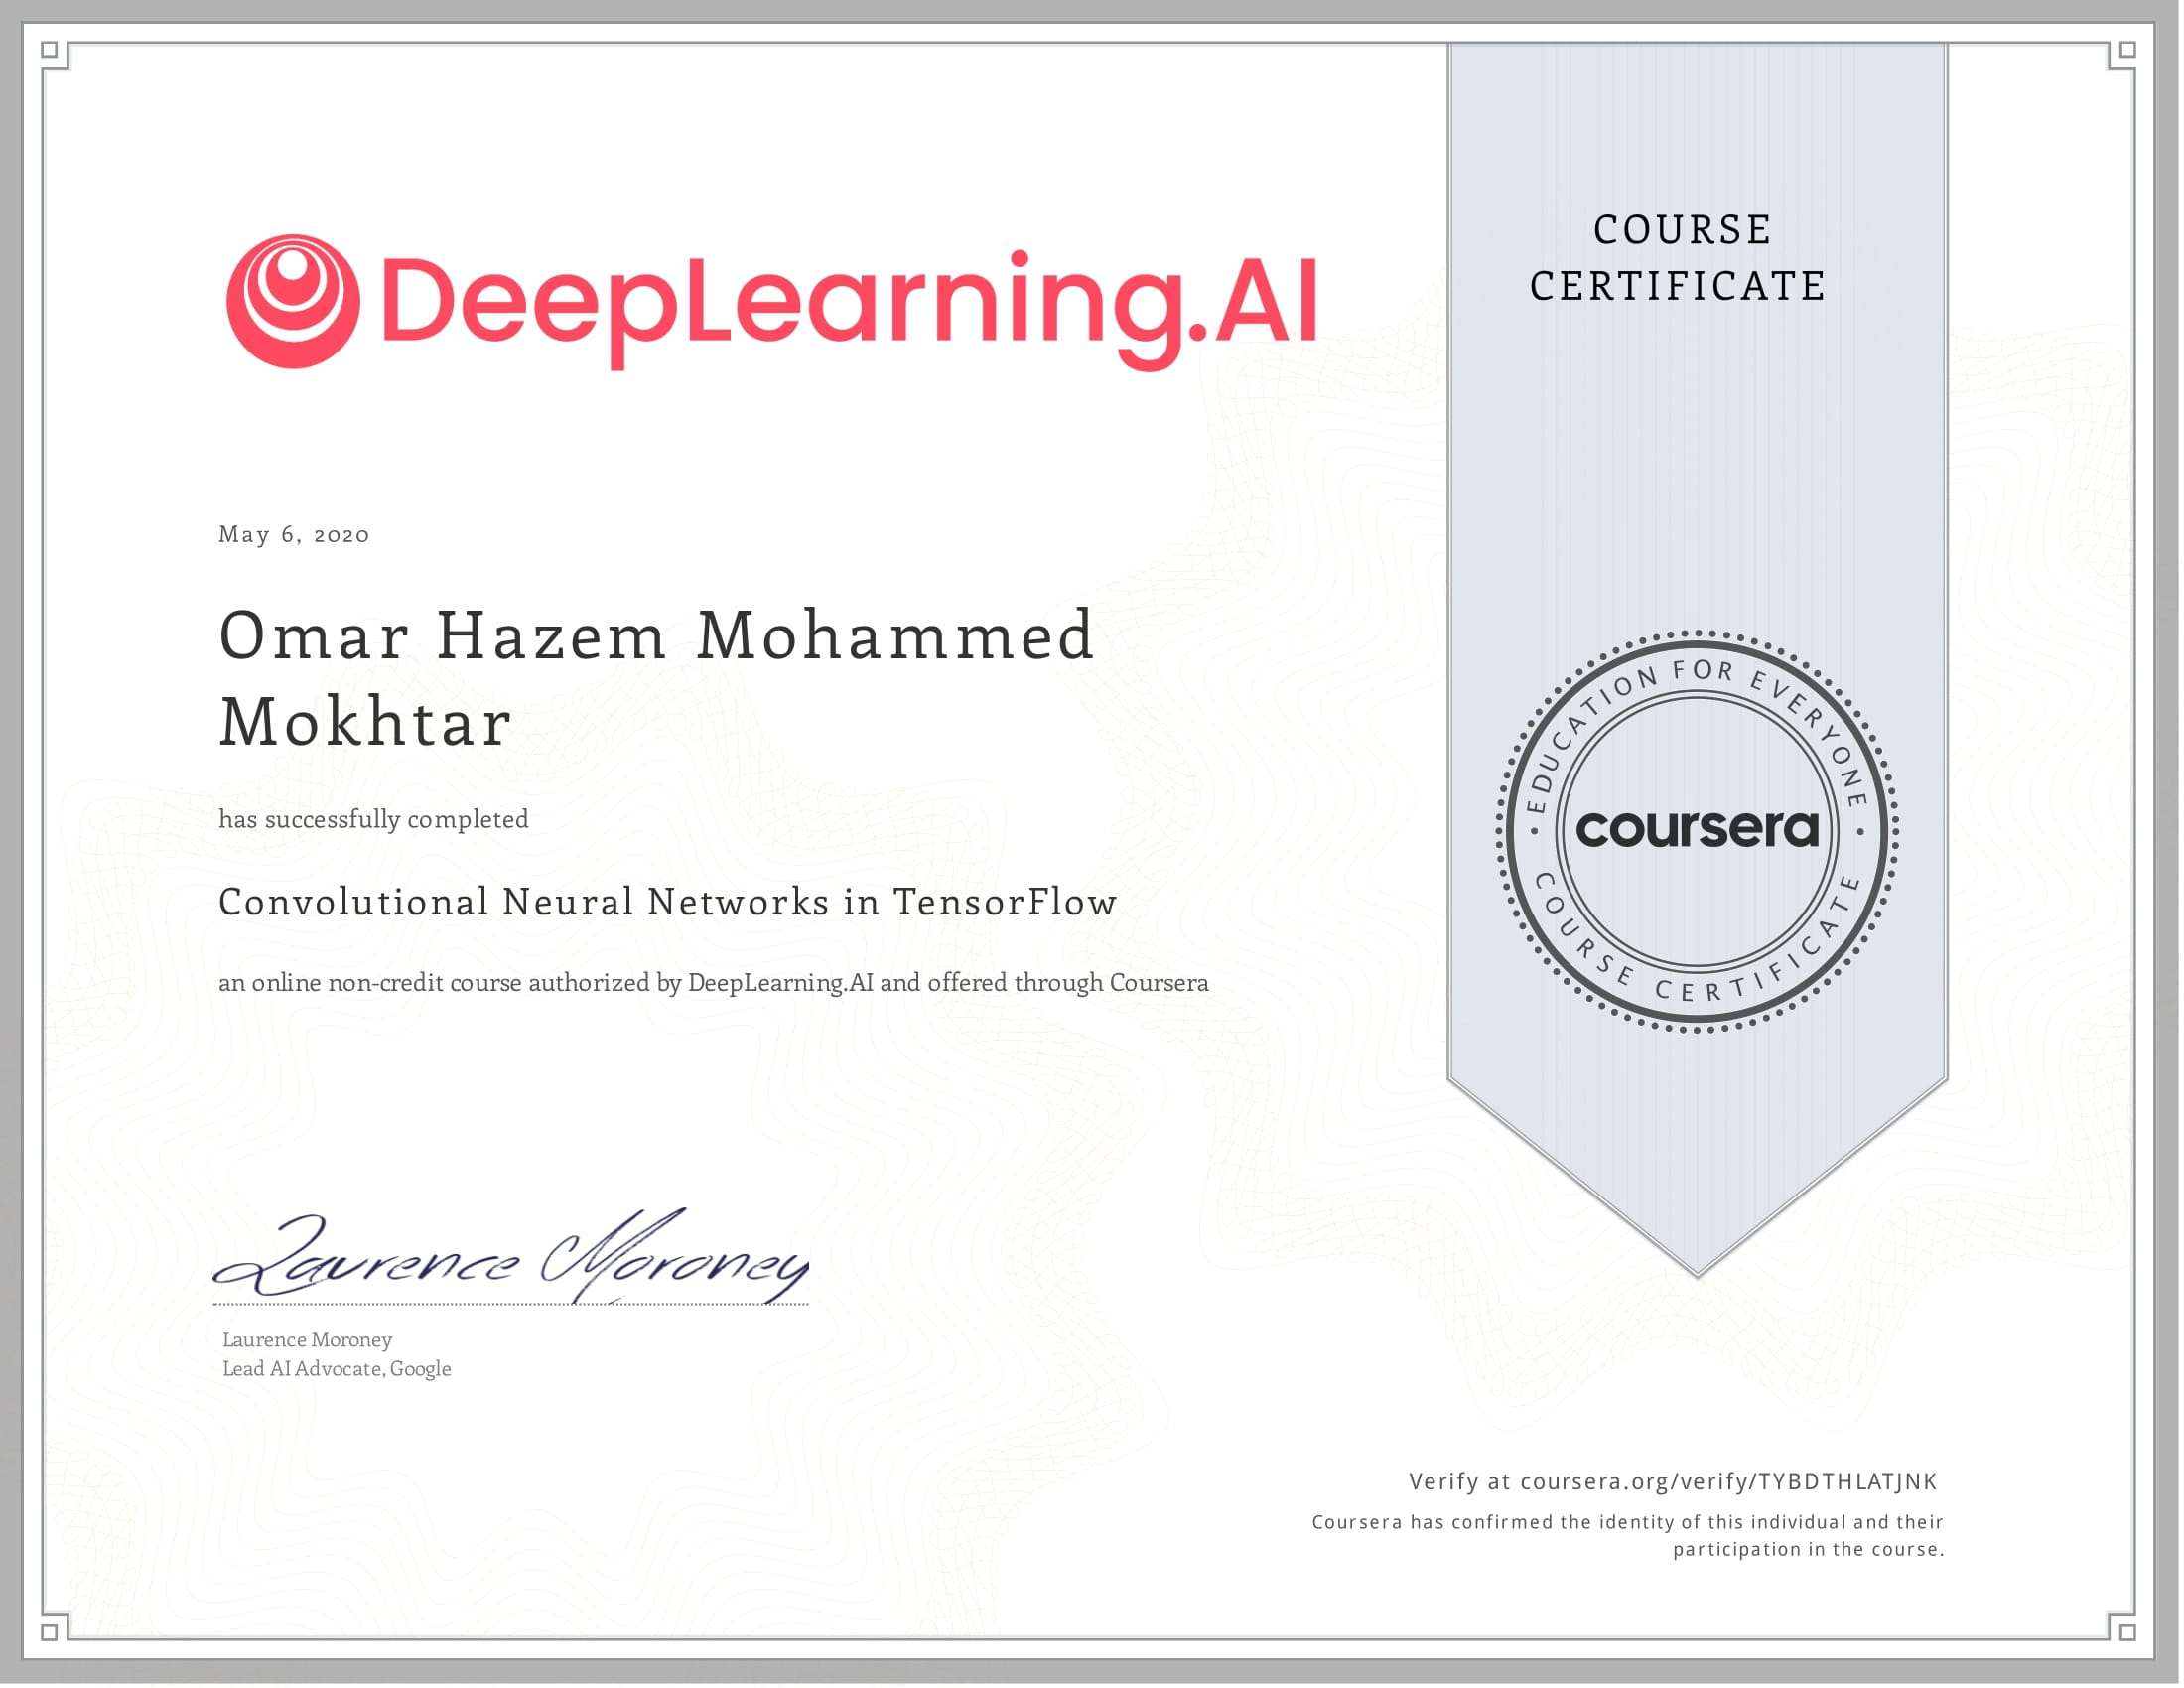 DeepLearning.AI
COURSE
CERTIFICATE
May 6, 2020
Omar Hazem Mohammed
Mokhtar
has successfully completed
Convolutional Neural Networks in TensorFlow
an online non-credit course authorized by DeepLearning.AI and offered through Coursera
EDUCATION FOR EVERYONE
coursera
COURSE CERTIFICATE
Laurence Moroney
Laurence Moroney
Lead AI Advocate, Google
Verify at coursera.org/verify/TYBDTHLATJNK
Coursera has confirmed the identity of this individual and their
participation in the course.